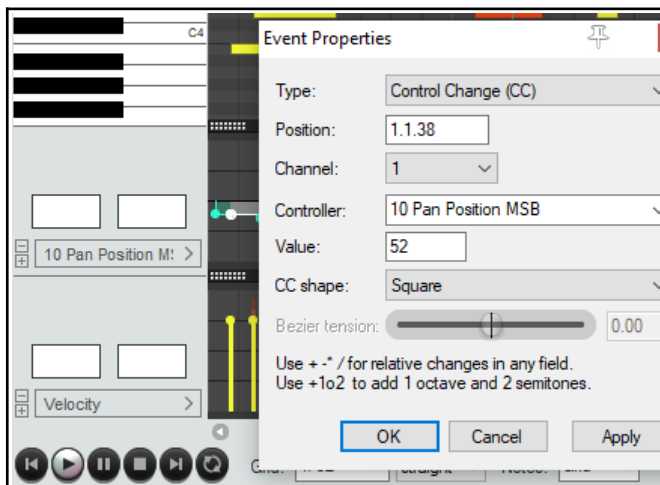 C4
Event Properties
Type: Control Change (CC)
Position: 1.1.38
Channel: 1
Controller: 10 Pan Position MSB
Value: 52
10 Pan Position M:
CC shape: Square
Bezier tension: 0.00
Use + -* / for relative changes in any field.
Use +1o2 to add 1 octave and 2 semitones.
Velocity
OK Cancel Apply